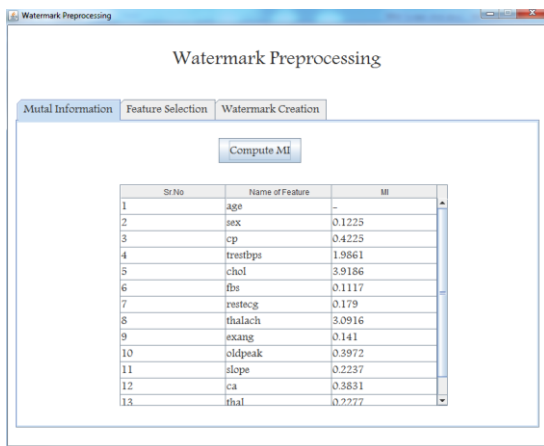 Watermark Preprocessing
Watermark Preprocessing
Mutal Information Feature Selection Watermark Creation
Compute MI
Sr.No Name of Feature MI
1 age -
2 sex 0.1225
3 cp 0.4225
4 trestbps 1.9861
5 chol 3.9186
6 fbs 0.1117
7 restecg 0.179
8 thalach 3.0916
9 exang 0.141
10 oldpeak 0.3972
11 slope 0.2237
12 ca 0.3831
13 thal 0.2277